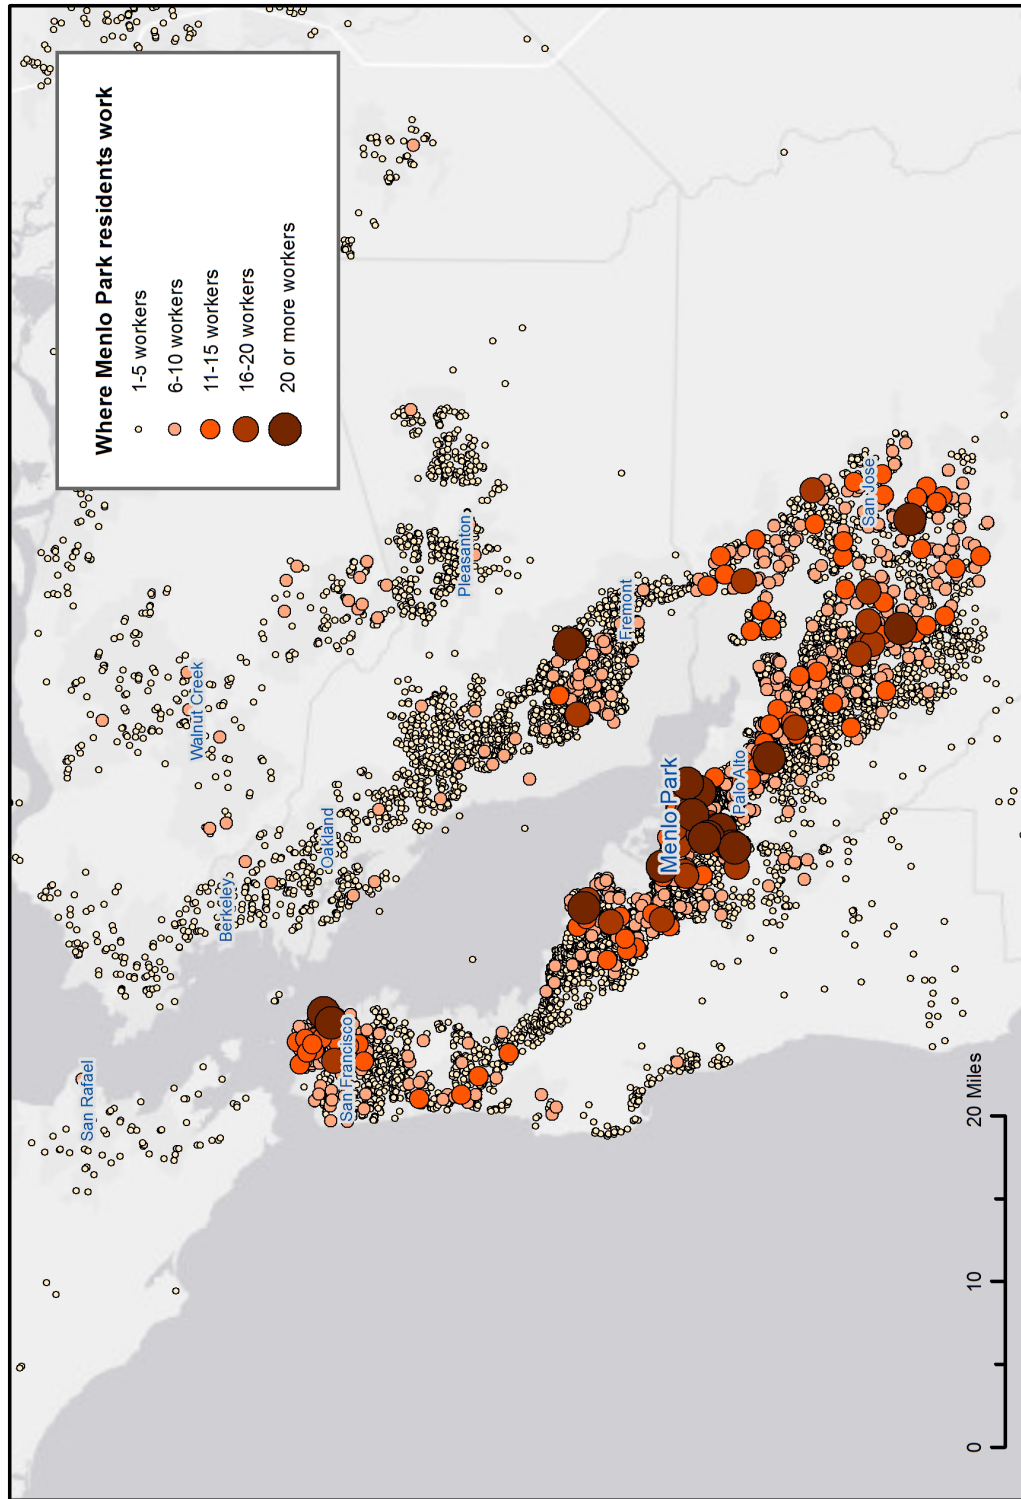 Where Menlo Park residents work
1-5 workers
6-10 workers
11-15 workers
16-20 workers
20 or more workers
San Rafael
Walnut Creek
Berkeley
Oakland
San Francisco
Pleasanton
Fremont
Menlo Park
Palo Alto
San Jose
0 10 20 Miles